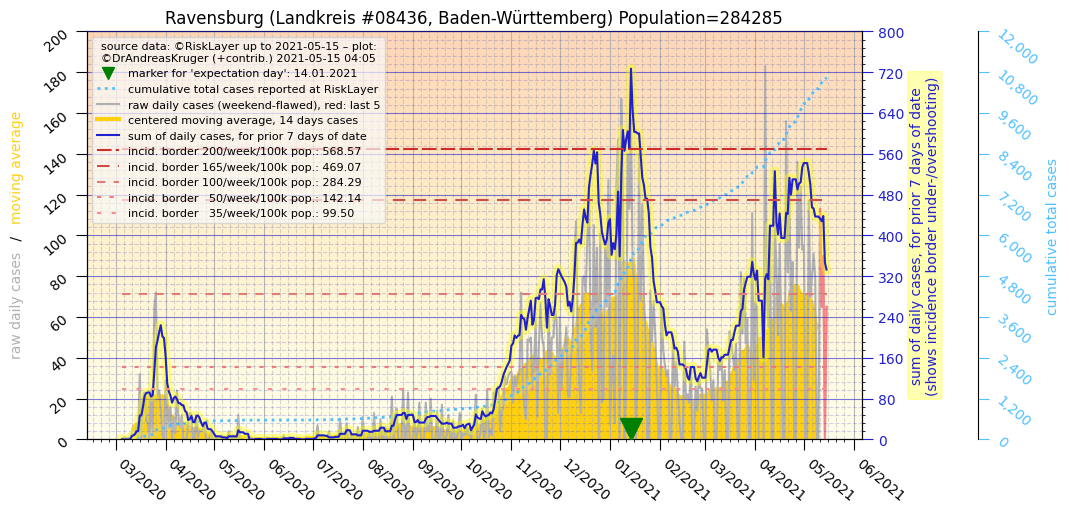 Ravensburg (Landkreis #08436, Baden-Württemberg) Population=284285
source data: ©RiskLayer up to 2021-05-15 – plot:
©DrAndreasKruger (+contrib.) 2021-05-15 04:05
marker for 'expectation day': 14.01.2021
cumulative total cases reported at RiskLayer
raw daily cases (weekend-flawed), red: last 5
centered moving average, 14 days cases
sum of daily cases, for prior 7 days of date
incid. border 200/week/100k pop.: 568.57
incid. border 165/week/100k pop.: 469.07
incid. border 100/week/100k pop.: 284.29
incid. border 50/week/100k pop.: 142.14
incid. border 35/week/100k pop.: 99.50
raw daily cases / moving average
200
180
160
140
120
100
80
60
40
20
0
03/2020
04/2020
05/2020
06/2020
07/2020
08/2020
09/2020
10/2020
11/2020
12/2020
01/2021
02/2021
03/2021
04/2021
05/2021
06/2021
800
720
640
560
480
400
320
240
160
80
0
sum of daily cases, for prior 7 days of date
(shows incidence border under-/overshooting)
12,000
10,800
9,600
8,400
7,200
6,000
4,800
3,600
2,400
1,200
0
cumulative total cases